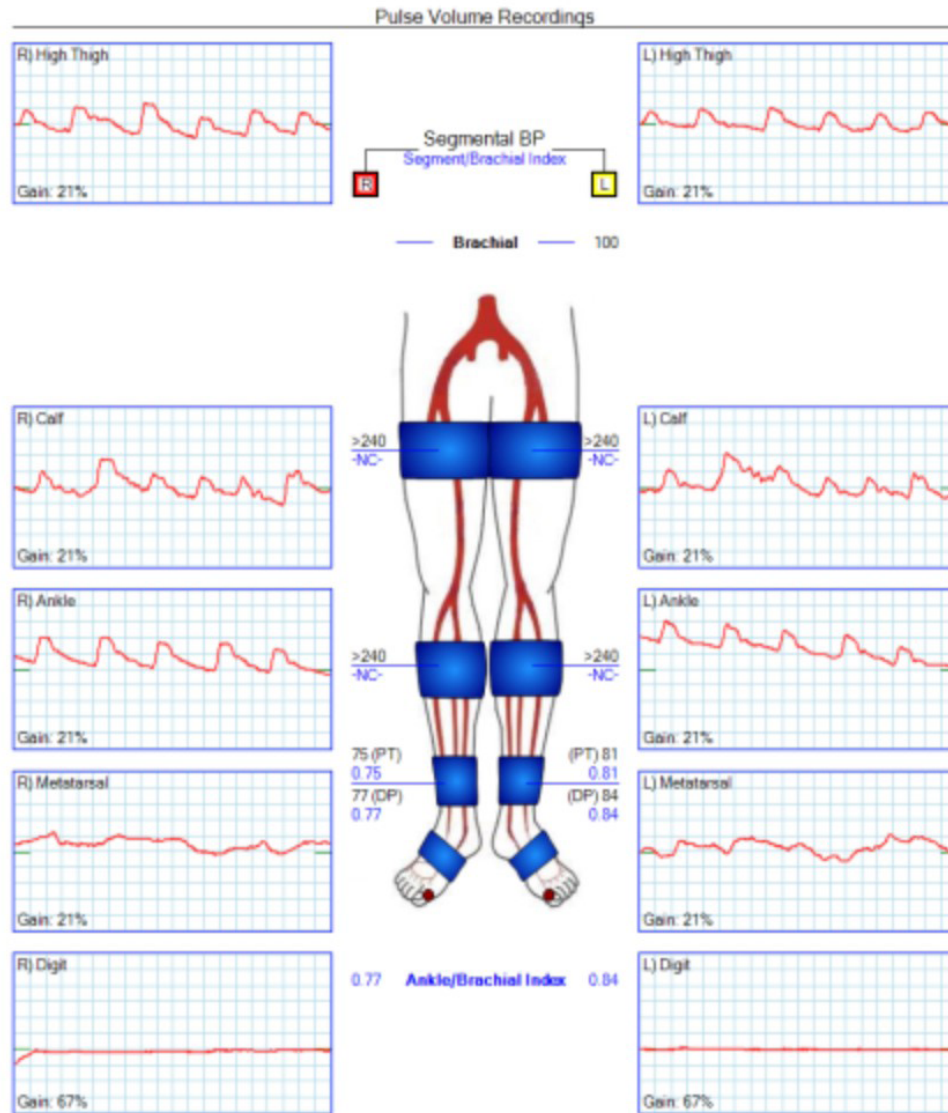 Pulse Volume Recordings
R) High Thigh
Gain: 21%
L) High Thigh
Gain: 21%
Segmental BP
Segment/Brachial Index
R
L
Brachial 100
R) Calf
Gain: 21%
L) Calf
Gain: 21%
>240
-NC-
>240
-NC-
R) Ankle
Gain: 21%
L) Ankle
Gain: 21%
>240
-NC-
>240
-NC-
75 (PT)
0.75
77 (DP)
0.77
(PT) 81
0.81
(DP) 84
0.84
R) Metatarsal
Gain: 21%
L) Metatarsal
Gain: 21%
R) Digit
Gain: 67%
0.77 Ankle/Brachial Index 0.84
L) Digit
Gain: 67%